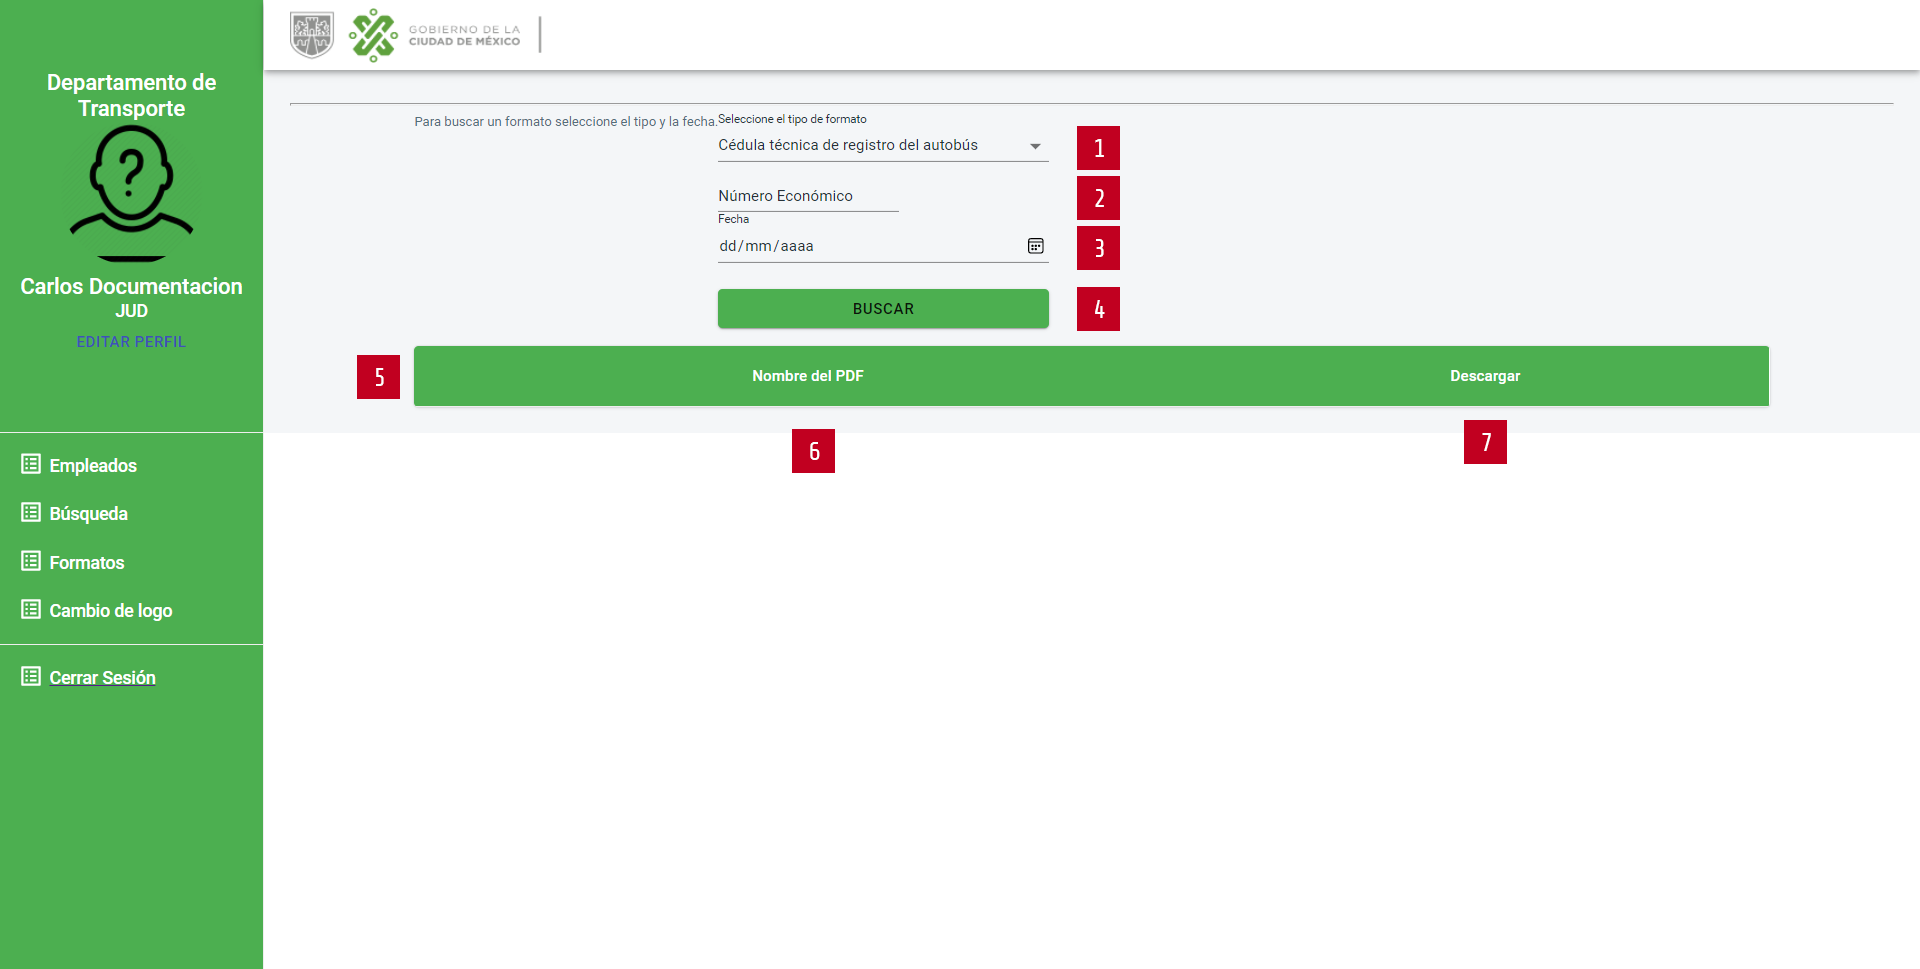 GOBIERNO DE LA
CIUDAD DE MÉXICO
Departamento de
Transporte
Carlos Documentacion
JUD
EDITAR PERFIL
Empleados
Búsqueda
Formatos
Cambio de logo
Cerrar Sesión
Para buscar un formato seleccione el tipo y la fecha.
Seleccione el tipo de formato
Cédula técnica de registro del autobús
1
Número Económico
2
Fecha
dd/mm/aaaa
3
BUSCAR
4
5
Nombre del PDF
Descargar
6
7